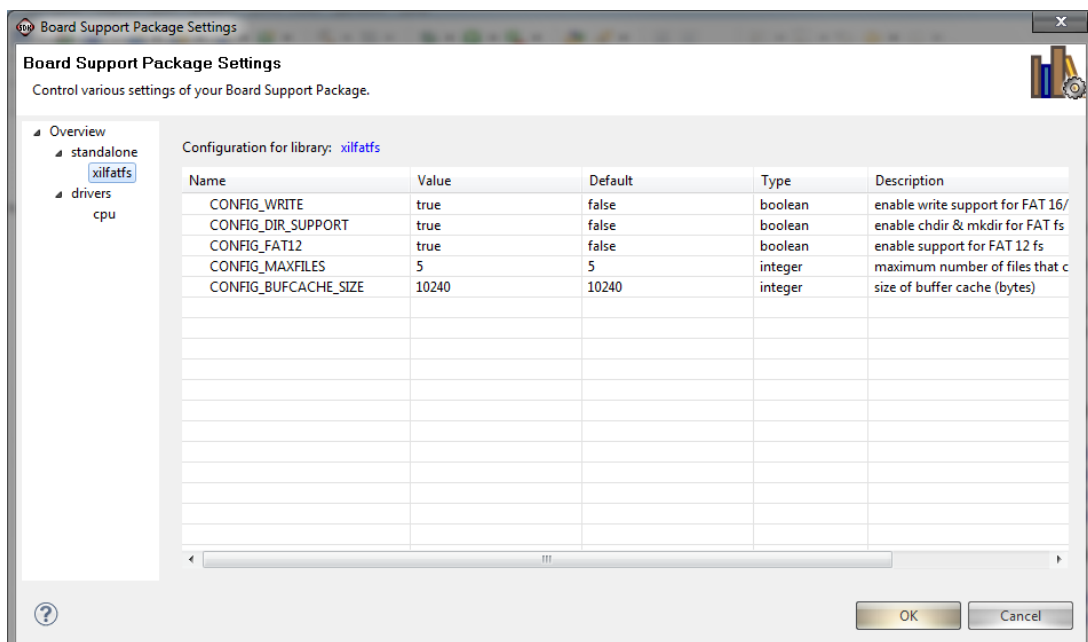 SDK Board Support Package Settings
x
Board Support Package Settings
Control various settings of your Board Support Package.
Overview
standalone
xilfatfs
drivers
cpu
Configuration for library: xilfatfs
Name Value Default Type Description
CONFIG_WRITE true false boolean enable write support for FAT 16/
CONFIG_DIR_SUPPORT true false boolean enable chdir & mkdir for FAT fs
CONFIG_FAT12 true false boolean enable support for FAT 12 fs
CONFIG_MAXFILES 5 5 integer maximum number of files that c
CONFIG_BUFCACHE_SIZE 10240 10240 integer size of buffer cache (bytes)
?
OK Cancel